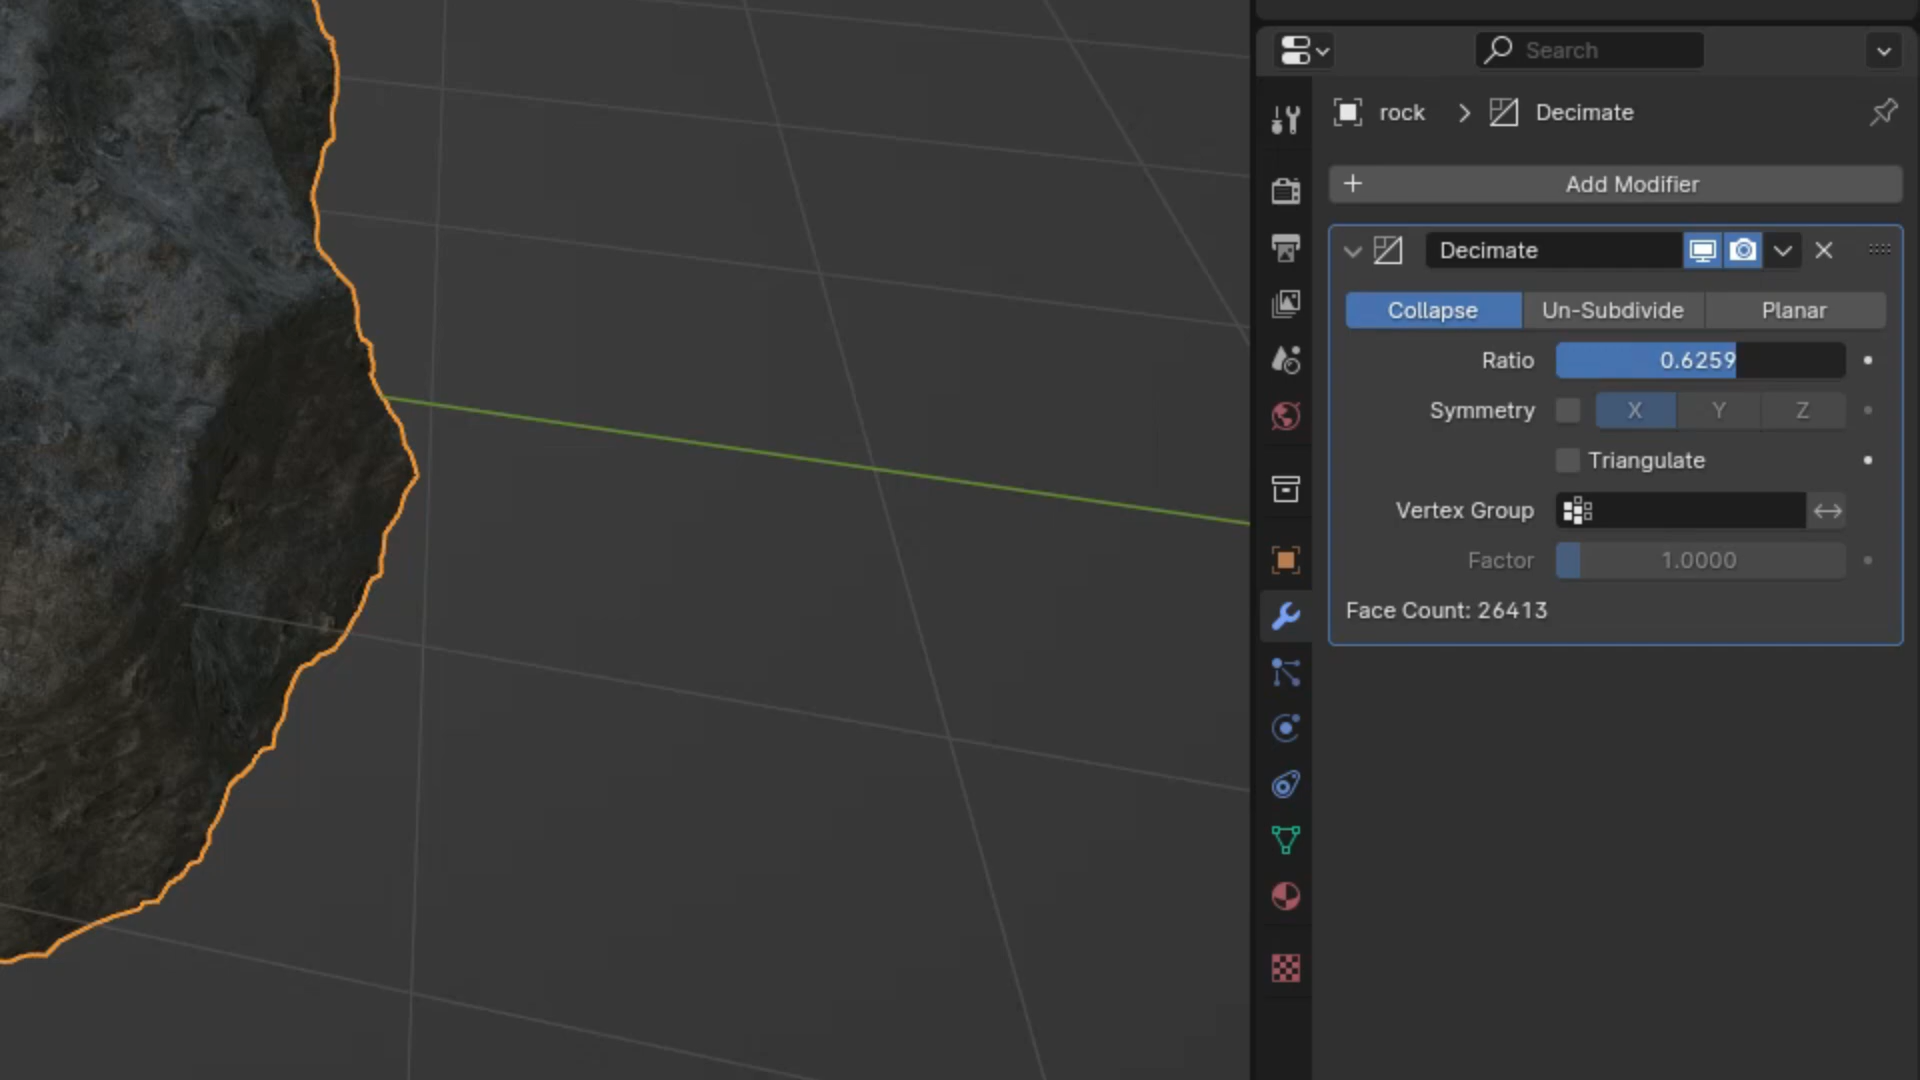 Search
rock > Decimate
+ Add Modifier
Decimate
Collapse Un-Subdivide Planar
Ratio 0.6259
Symmetry X Y Z
Triangulate
Vertex Group
Factor 1.0000
Face Count: 26413